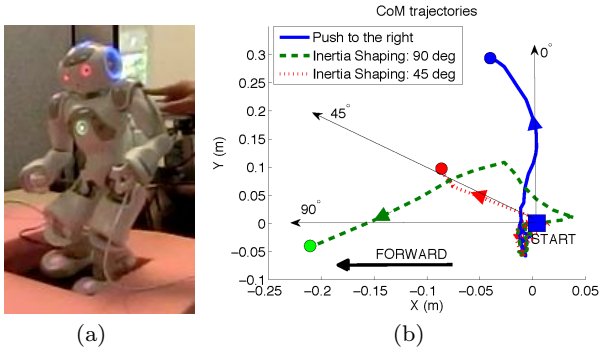 CoM trajectories
Push to the right
Inertia Shaping: 90 deg
Inertia Shaping: 45 deg
0°
45°
90°
START
FORWARD
0.3
0.25
0.2
0.15
0.1
0.05
0
−0.05
−0.1
Y (m)
−0.25
−0.2
−0.15
−0.1
−0.05
0
0.05
X (m)
(a)
(b)